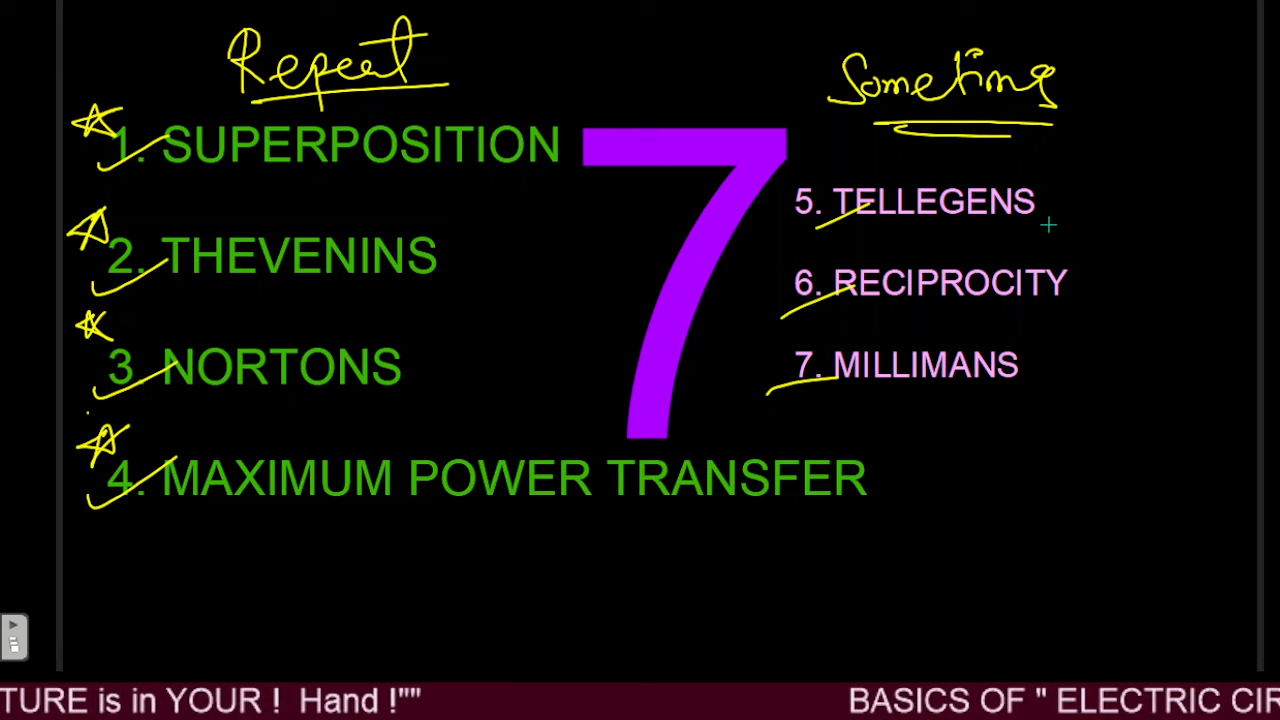 Repeat
1. SUPERPOSITION
2. THEVENINS
3. NORTONS
4. MAXIMUM POWER TRANSFER
7
Someting
5. TELLEGENS
6. RECIPROCITY
7. MILLIMANS
TURE is in YOUR ! Hand !"" BASICS OF " ELECTRIC CIR